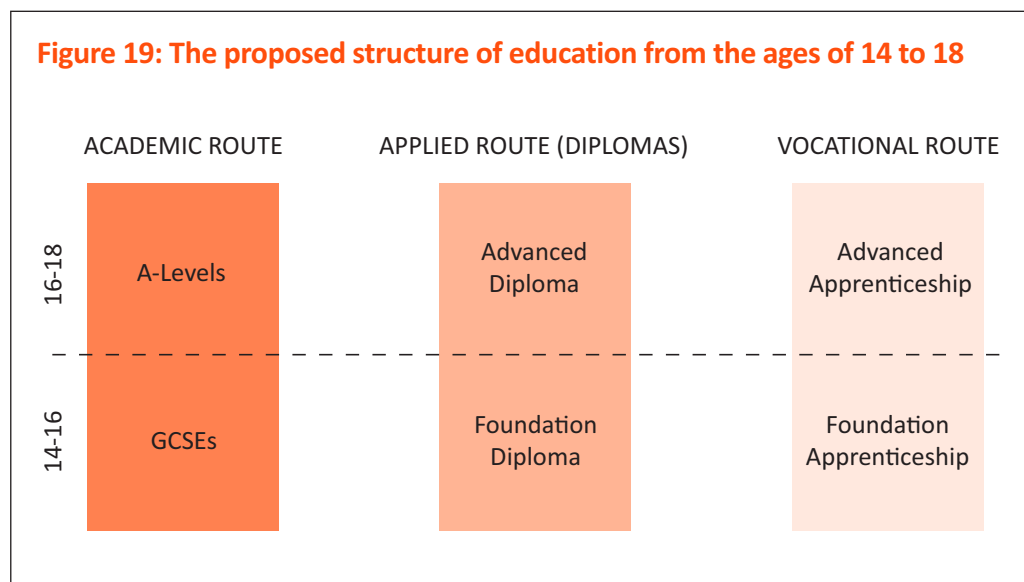 Figure 19: The proposed structure of education from the ages of 14 to 18
ACADEMIC ROUTE
APPLIED ROUTE (DIPLOMAS)
VOCATIONAL ROUTE
16-18
A-Levels
Advanced
Diploma
Advanced
Apprenticeship
14-16
GCSEs
Foundation
Diploma
Foundation
Apprenticeship